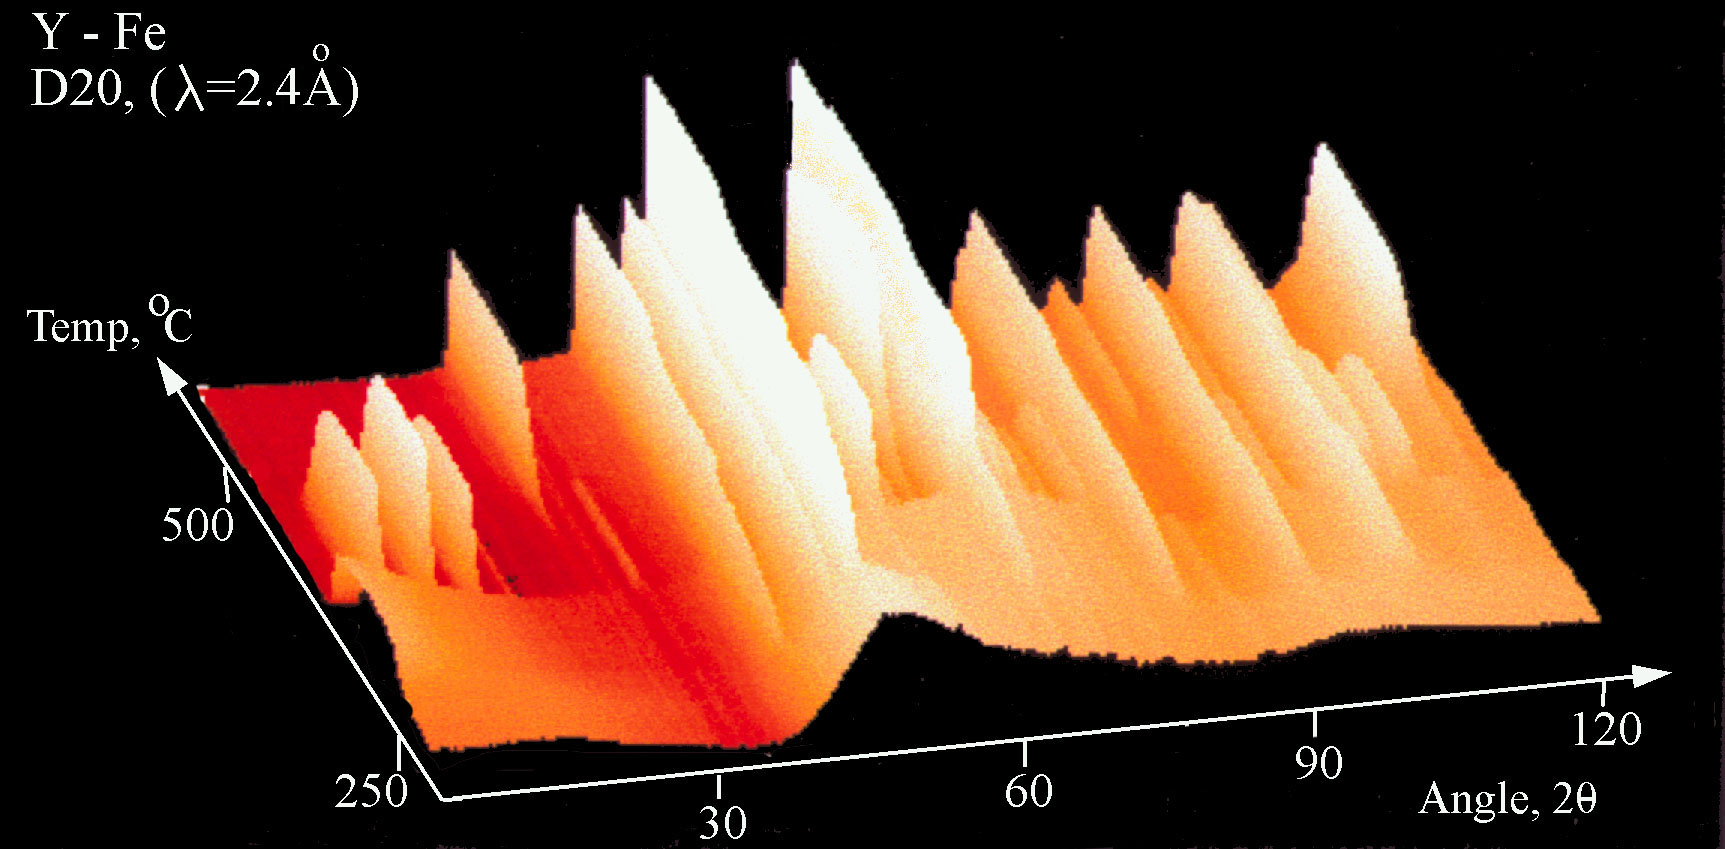 Y - Fe
D20, (λ=2.4Å)
Temp, °C
500
250
30
60
90
120
Angle, 2θ